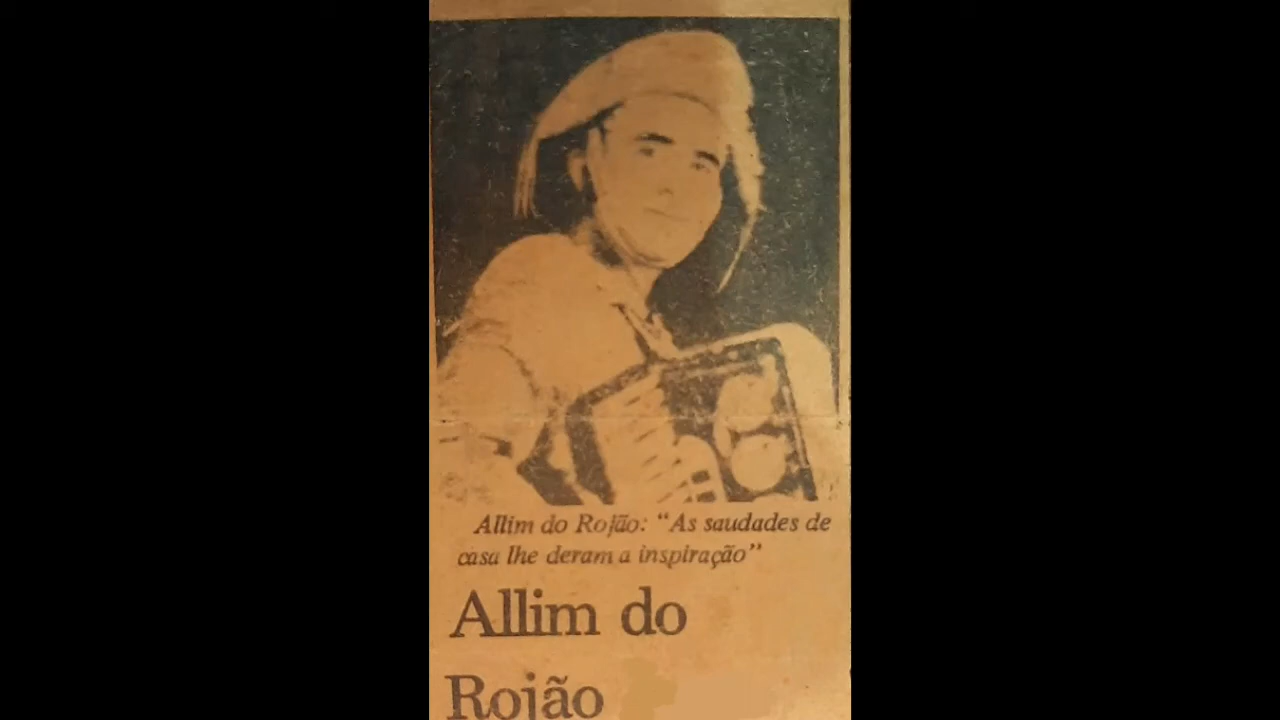 Allim do Rojão: “As saudades de
casa lhe deram a inspiração”
Allim do
Rojão